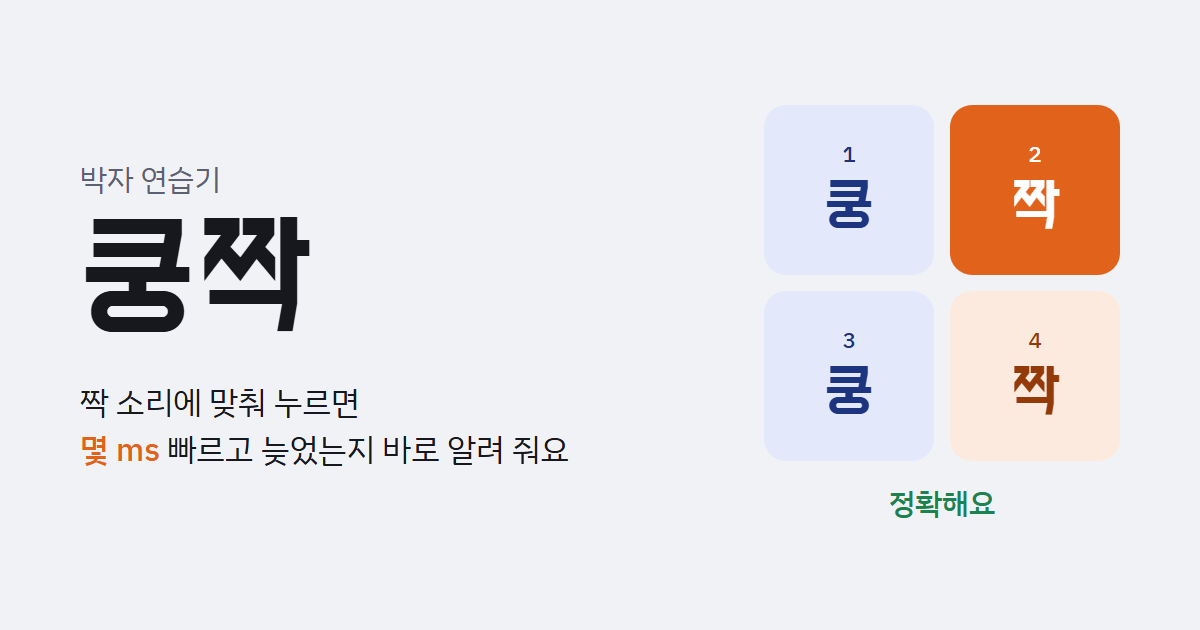 박자 연습기
쿵짝
짝 소리에 맞춰 누르면
몇 ms 빠르고 늦었는지 바로 알려 줘요
1
쿵
2
짝
3
쿵
4
짝
정확해요